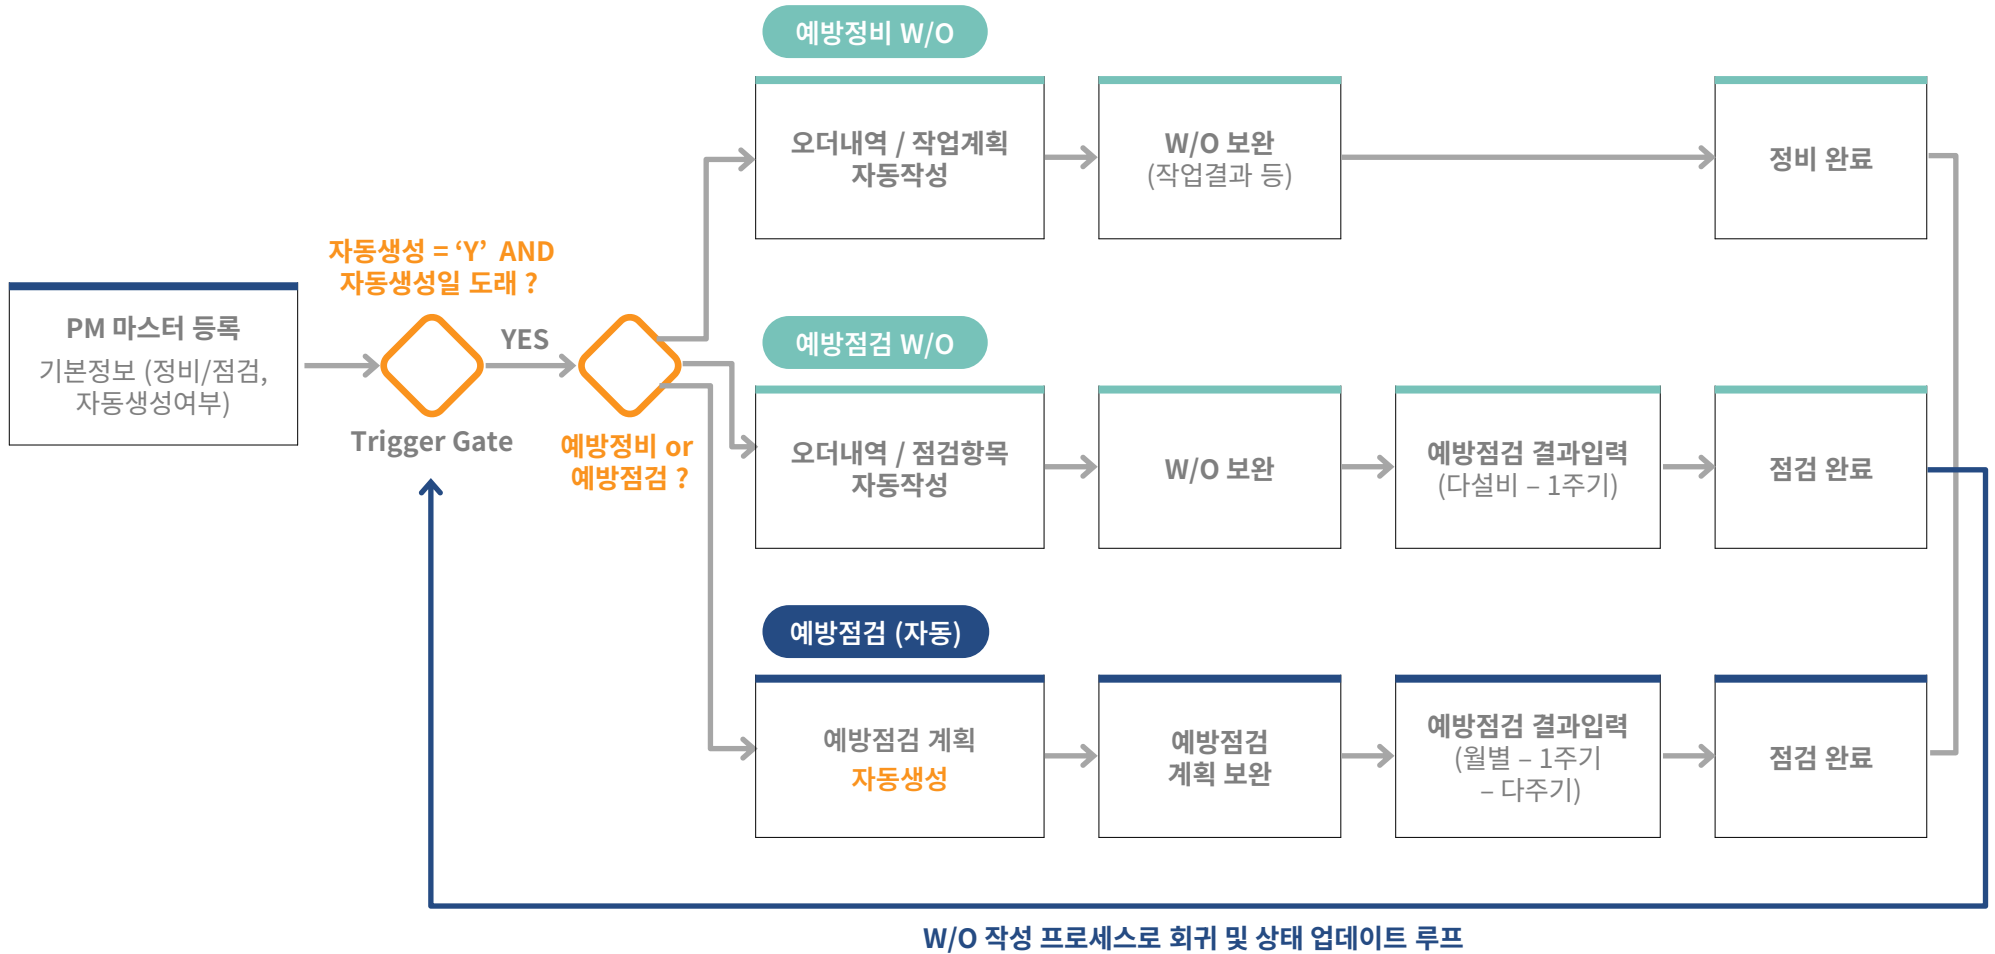 예방정비 W/O
오더내역 / 작업계획
자동작성
W/O 보완
(작업결과 등)
정비 완료
자동생성 = ‘Y’ AND
자동생성일 도래 ?
PM 마스터 등록
기본정보 (정비/점검,
자동생성여부)
YES
Trigger Gate
예방정비 or
예방점검 ?
예방점검 W/O
오더내역 / 점검항목
자동작성
W/O 보완
예방점검 결과입력
(다설비 – 1주기)
점검 완료
예방점검 (자동)
예방점검 계획
자동생성
예방점검
계획 보완
예방점검 결과입력
(월별 – 1주기
– 다주기)
점검 완료
W/O 작성 프로세스로 회귀 및 상태 업데이트 루프